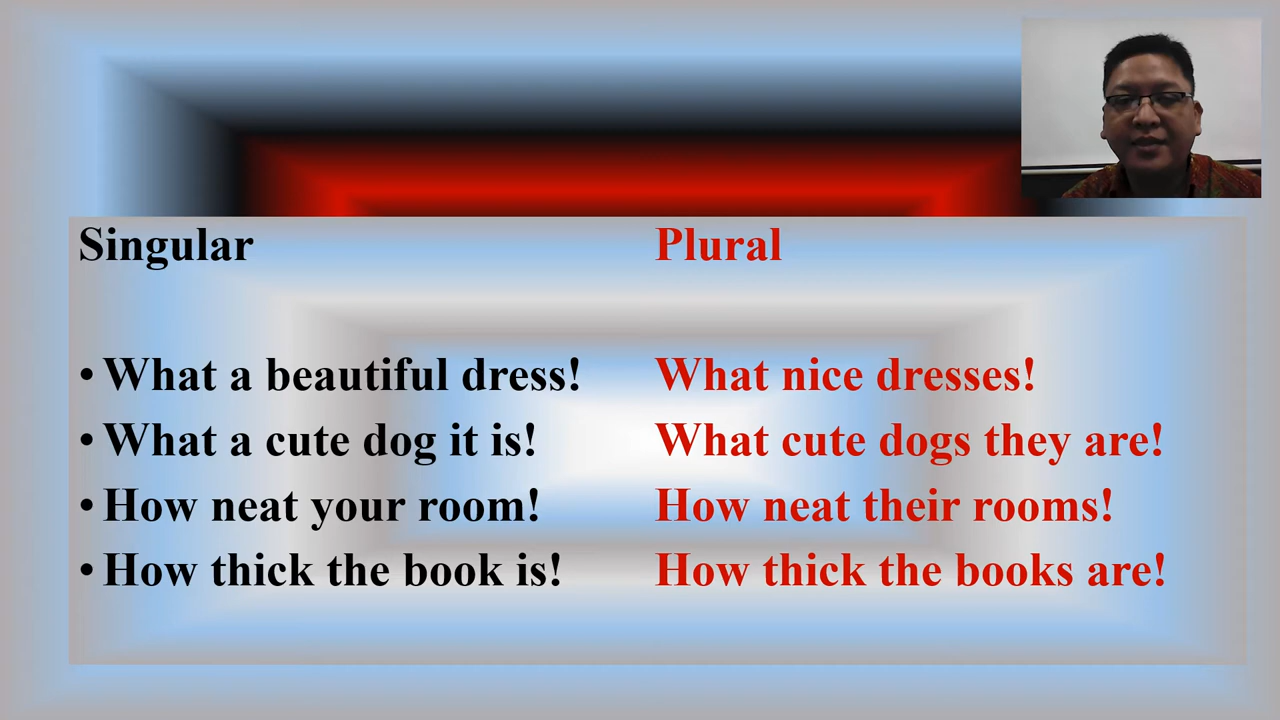 Singular Plural
• What a beautiful dress! What nice dresses!
• What a cute dog it is! What cute dogs they are!
• How neat your room! How neat their rooms!
• How thick the book is! How thick the books are!